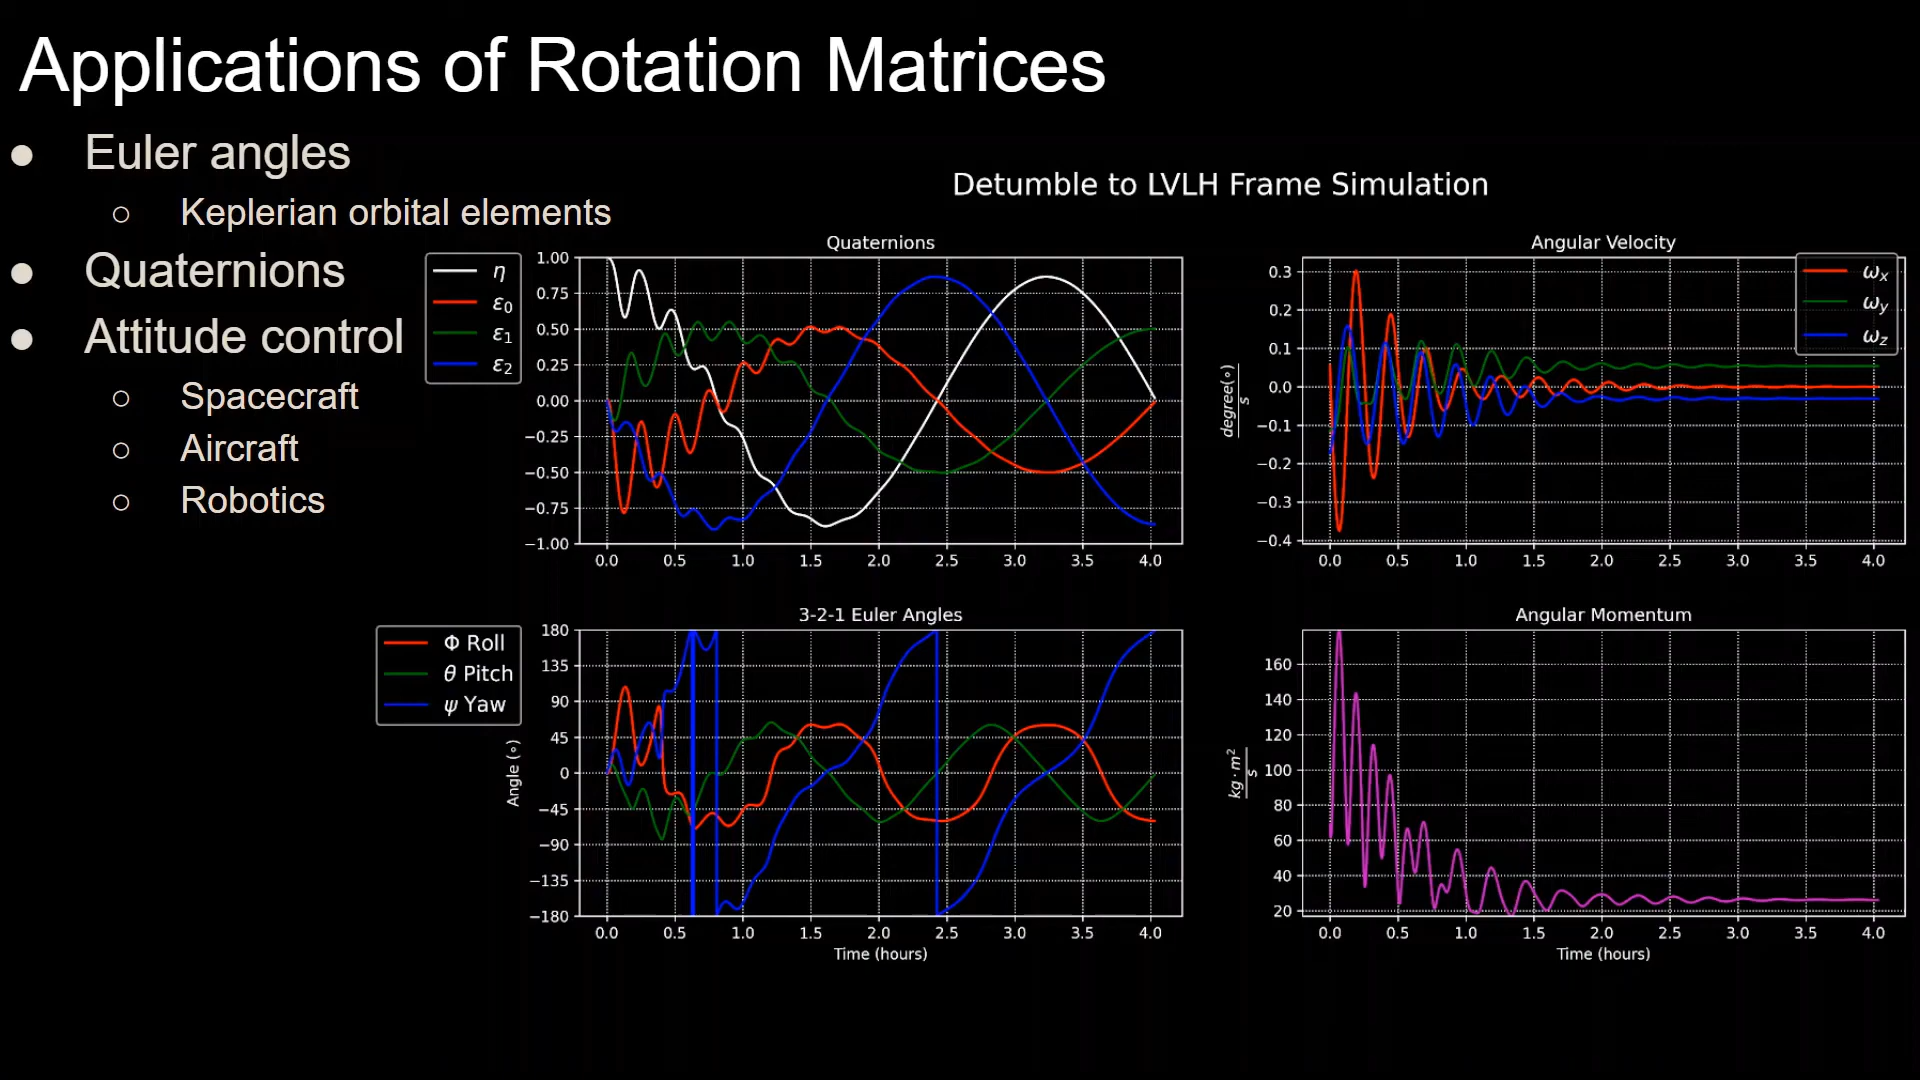 Applications of Rotation Matrices
● Euler angles
○ Keplerian orbital elements
● Quaternions
● Attitude control
○ Spacecraft
○ Aircraft
○ Robotics
Detumble to LVLH Frame Simulation
Quaternions
η
ε0
ε1
ε2
1.00
0.75
0.50
0.25
0.00
−0.25
−0.50
−0.75
−1.00
0.0 0.5 1.0 1.5 2.0 2.5 3.0 3.5 4.0
Angular Velocity
ωx
ωy
ωz
degree(∘)
s
0.3
0.2
0.1
0.0
−0.1
−0.2
−0.3
−0.4
0.0 0.5 1.0 1.5 2.0 2.5 3.0 3.5 4.0
3-2-1 Euler Angles
Φ Roll
θ Pitch
ψ Yaw
Angle (∘)
180
135
90
45
0
−45
−90
−135
−180
0.0 0.5 1.0 1.5 2.0 2.5 3.0 3.5 4.0
Time (hours)
Angular Momentum
kg · m²
s
160
140
120
100
80
60
40
20
0.0 0.5 1.0 1.5 2.0 2.5 3.0 3.5 4.0
Time (hours)